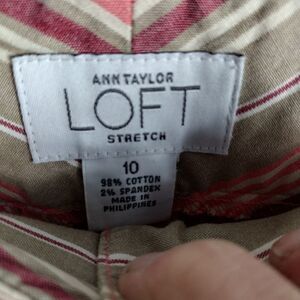 ANN TAYLOR
LOFT
STRETCH
10
98% COTTON
2% SPANDEX
MADE IN
PHILIPPINES